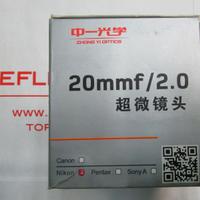 中一光学
ZHONG YI OPTICS
20mmf/2.0
超微镜头
Canon
Nikon Pentax Sony A
EFLE
TOP